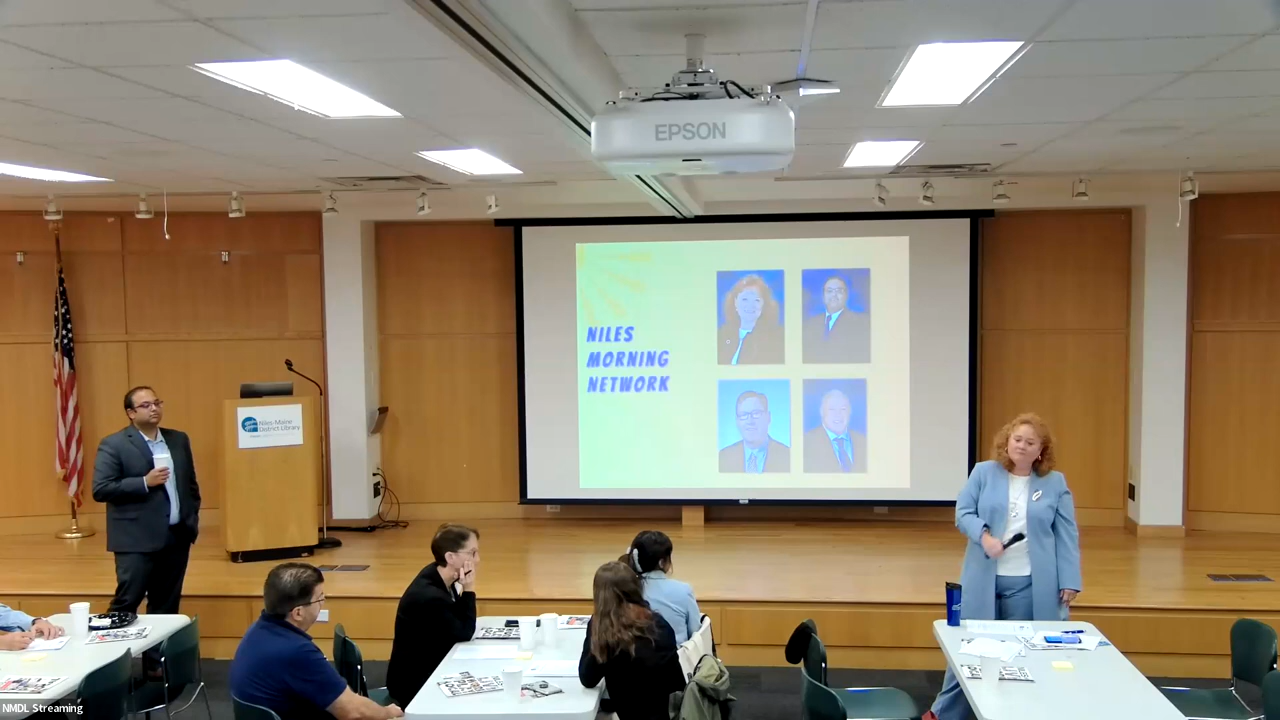 EPSON
NILES
MORNING
NETWORK
Niles-Maine
District Library
NMDL Streaming